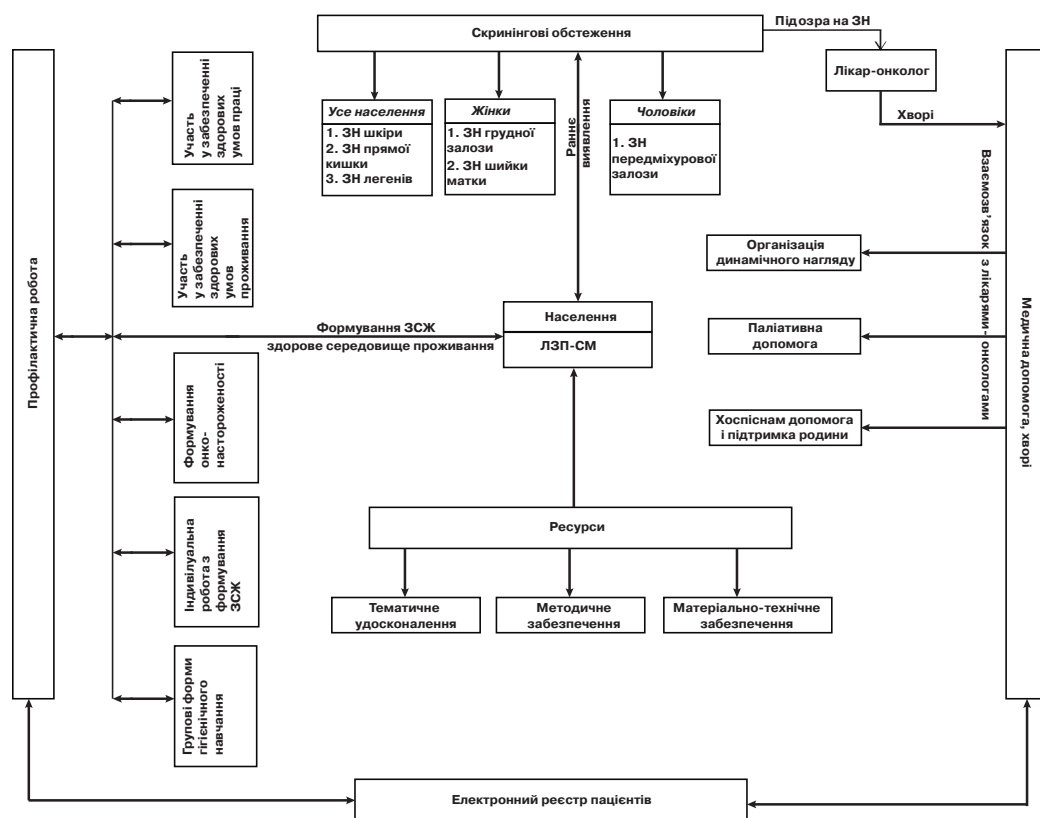 Скринінгові обстеження
Підозра на ЗН
Лікар-онколог
Хворі
Усе населення
1. ЗН шкіри
2. ЗН прямої
кишки
3. ЗН легенів
Жінки
1. ЗН грудної
залози
2. ЗН шийки
матки
Чоловіки
1. ЗН
передміхурової
залози
Раннє
виявлення
Профілактична робота
Участь
у забезпеченні
здорових
умов праці
Участь
у забезпеченні
здорових
умов
проживання
Формування ЗСЖ
здорове середовище проживання
Населення
ЛЗП-СМ
Формування
онко-
настороженості
Індивілуальна
робота з
формування
ЗСЖ
Групові форми
гігієнічного
навчання
Організація
динамічного нагляду
Паліативна
допомога
Хоспіснам допомога
і підтримка родини
Взаємозв'язок з лікарями-онкологами
Медична допомога, хворі
Ресурси
Тематичне
удосконалення
Методичне
забезпечення
Матеріально-технічне
забезпечення
Електронний реєстр пацієнтів